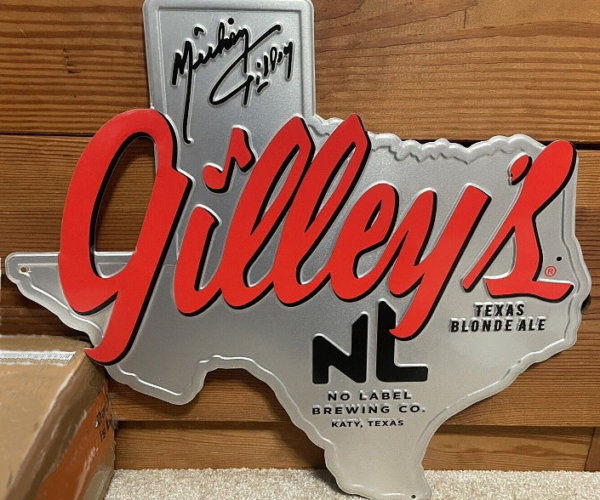 Mickey
Gilley
Gilley's®
TEXAS
BLONDE ALE
NL
NO LABEL
BREWING CO.
KATY, TEXAS